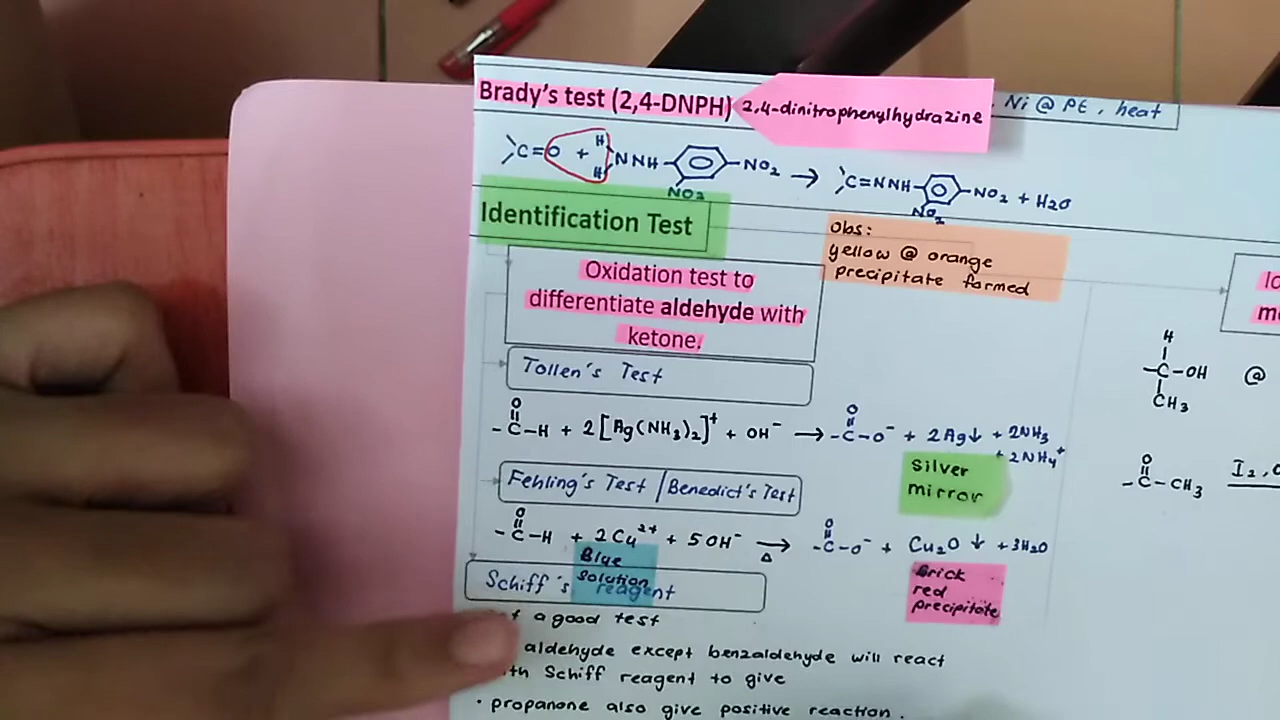 Brady's test (2,4-DNPH) 2,4-dinitrophenylhydrazine
Ni @ Pt, heat
C=O + H H NNH- -NO2 NO2 → C=NNH- -NO2 NO2 + H2O
Identification Test
Obs:
yellow @ orange
precipitate formed
Oxidation test to
differentiate aldehyde with
ketone.
Tollen's Test
O
-C-H + 2[Ag(NH3)2]+ + OH- → -C-O- + 2Ag↓ + 2NH3
+ 2NH4+
silver
mirror
Fehling's Test / Benedict's Test
O
-C-H + 2Cu2+ + 5OH- → -C-O- + Cu2O ↓ + 3H2O
Δ
Blue
solution
Brick
red
precipitate
Schiff's reagent
a good test
aldehyde except benzaldehyde will react
Schiff reagent to give
• propanone also give positive reaction.
H
-C-OH @
CH3
O
-C-CH3
I2,